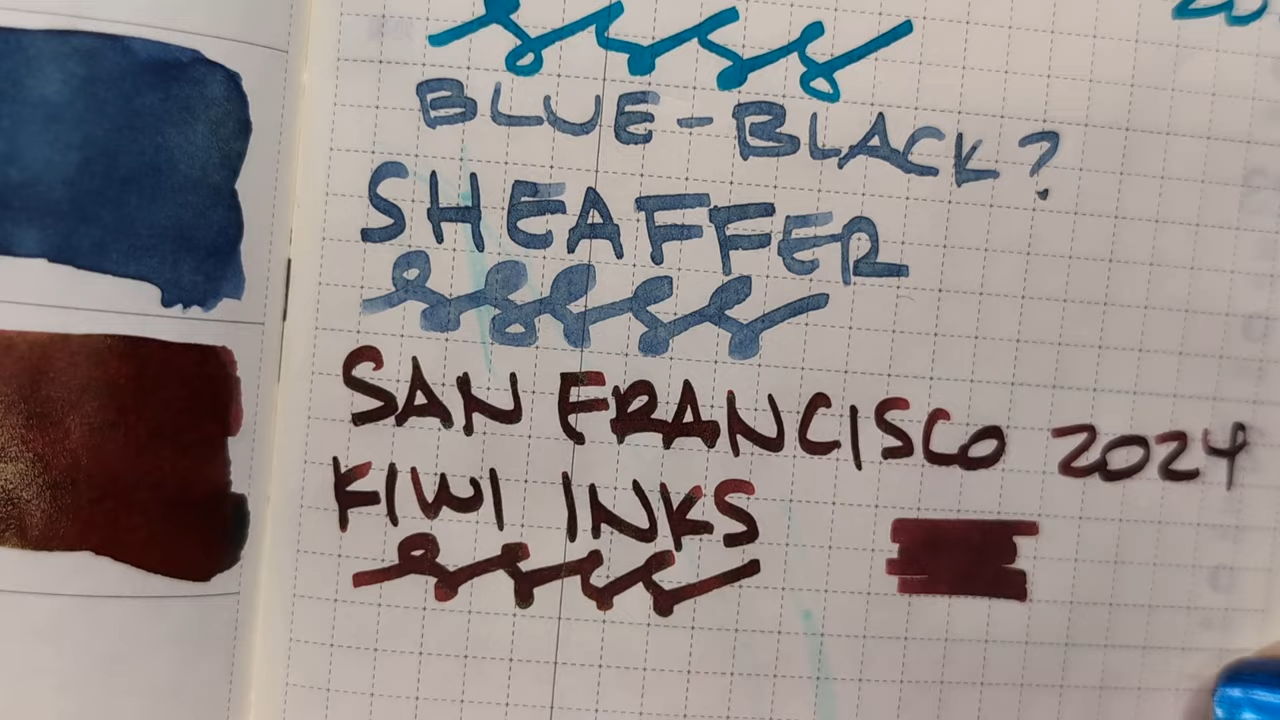 BLUE-BLACK?
SHEAFFER
SAN FRANCISCO 2024
KIWI INKS